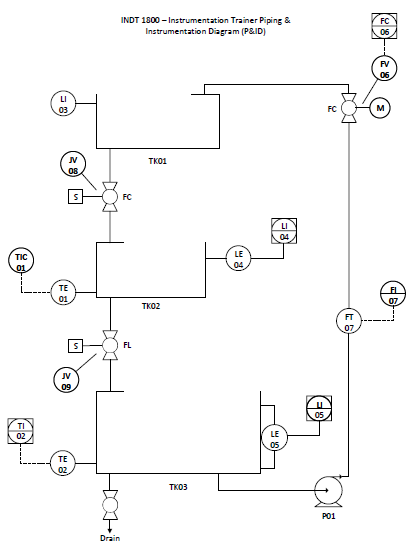 INDT 1800 – Instrumentation Trainer Piping &
Instrumentation Diagram (P&ID)
FC
06
FV
06
LI
03
FC
M
TK01
JV
08
S
FC
LI
04
LE
04
TIC
01
TE
01
TK02
FI
07
FT
07
S
FL
JV
09
LI
05
TI
02
LE
05
TE
02
TK03
P01
Drain